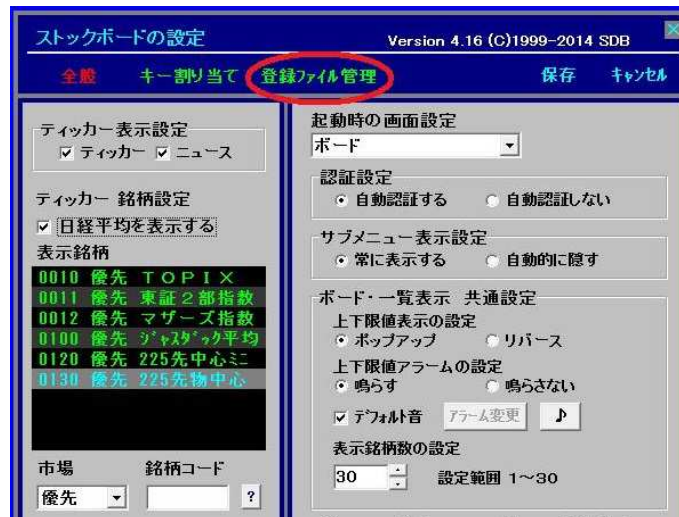 ストックボードの設定 Version 4.16 (C)1999-2014 SDB
全般 キー割り当て 登録ファイル管理 保存 キャンセル
ティッカー表示設定
ティッカー ニュース
ティッカー 銘柄設定
日経平均を表示する
表示銘柄
0010 優先 TOPIX
0011 優先 東証2部指数
0012 優先 マザーズ指数
0100 優先 ジャスダック平均
0120 優先 225先中心ミニ
0130 優先 225先物中心
市場 銘柄コード
優先 ?
起動時の画面設定
ボード
認証設定
自動認証する 自動認証しない
サブメニュー表示設定
常に表示する 自動的に隠す
ボード・一覧表示 共通設定
上下限値表示の設定
ポップアップ リバース
上下限値アラームの設定
鳴らす 鳴らさない
デフォルト音 アラーム変更 ♪
表示銘柄数の設定
30 設定範囲 1~30